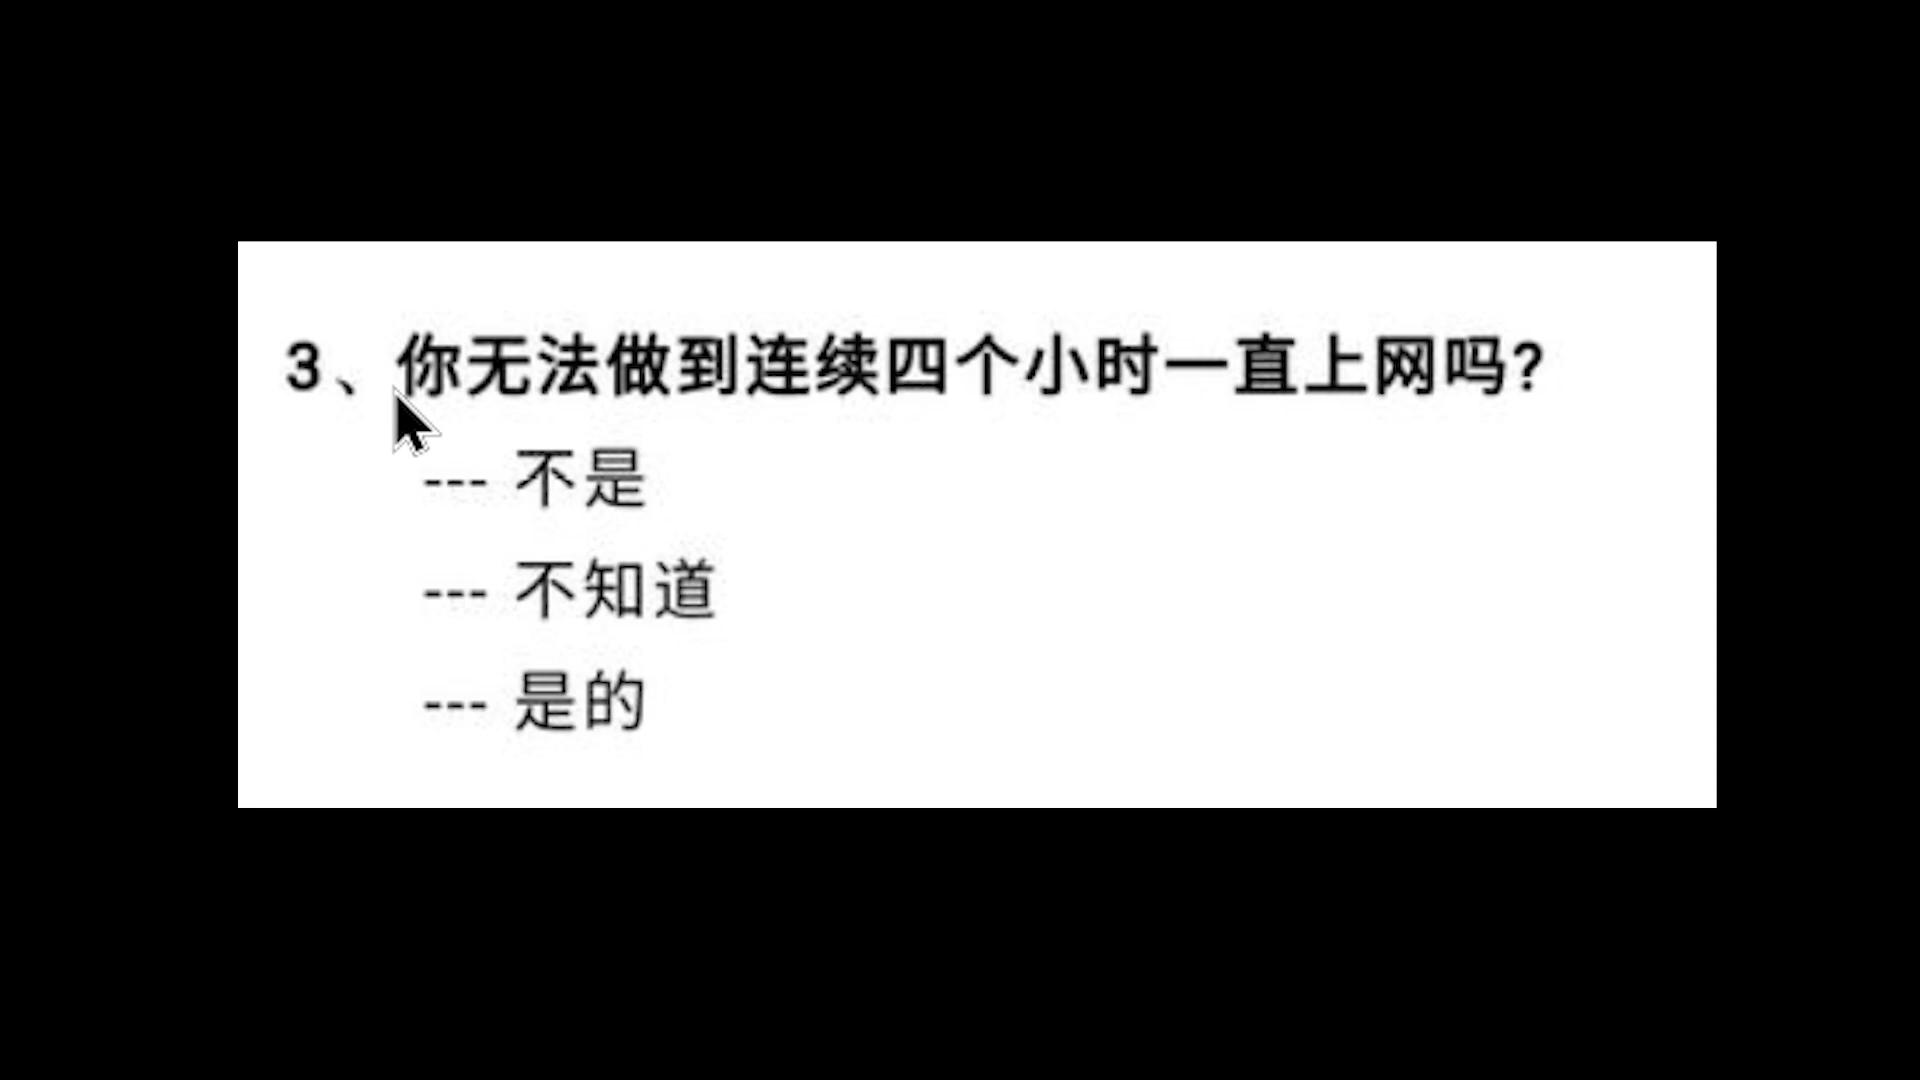 3、你无法做到连续四个小时一直上网吗?
--- 不是
--- 不知道
--- 是的